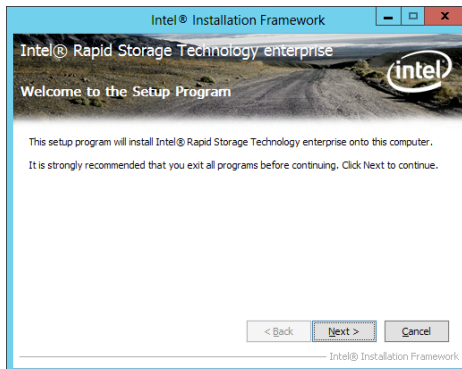 Intel® Installation Framework
Intel® Rapid Storage Technology enterprise
Welcome to the Setup Program
intel
This setup program will install Intel® Rapid Storage Technology enterprise onto this computer.
It is strongly recommended that you exit all programs before continuing. Click Next to continue.
< Back Next > Cancel
Intel® Installation Framework